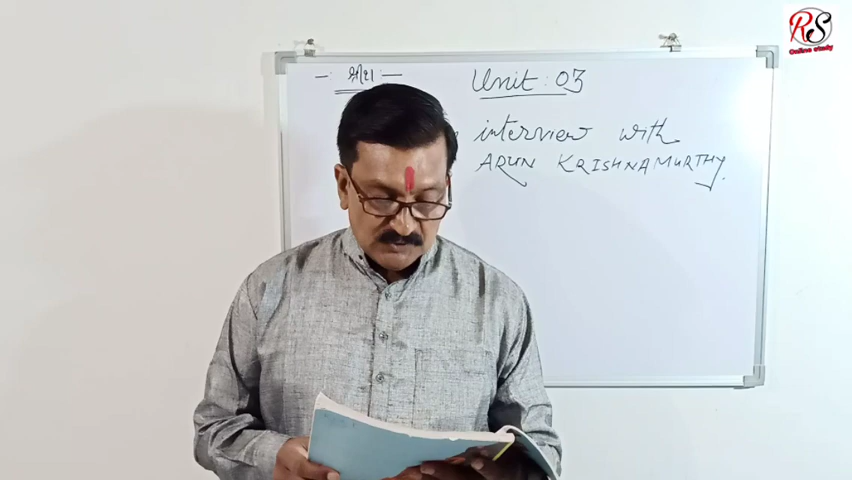 -: श्रीः :-
Unit : 03
interview with
ARUN KRISHNAMURTHY.
RS
Online study